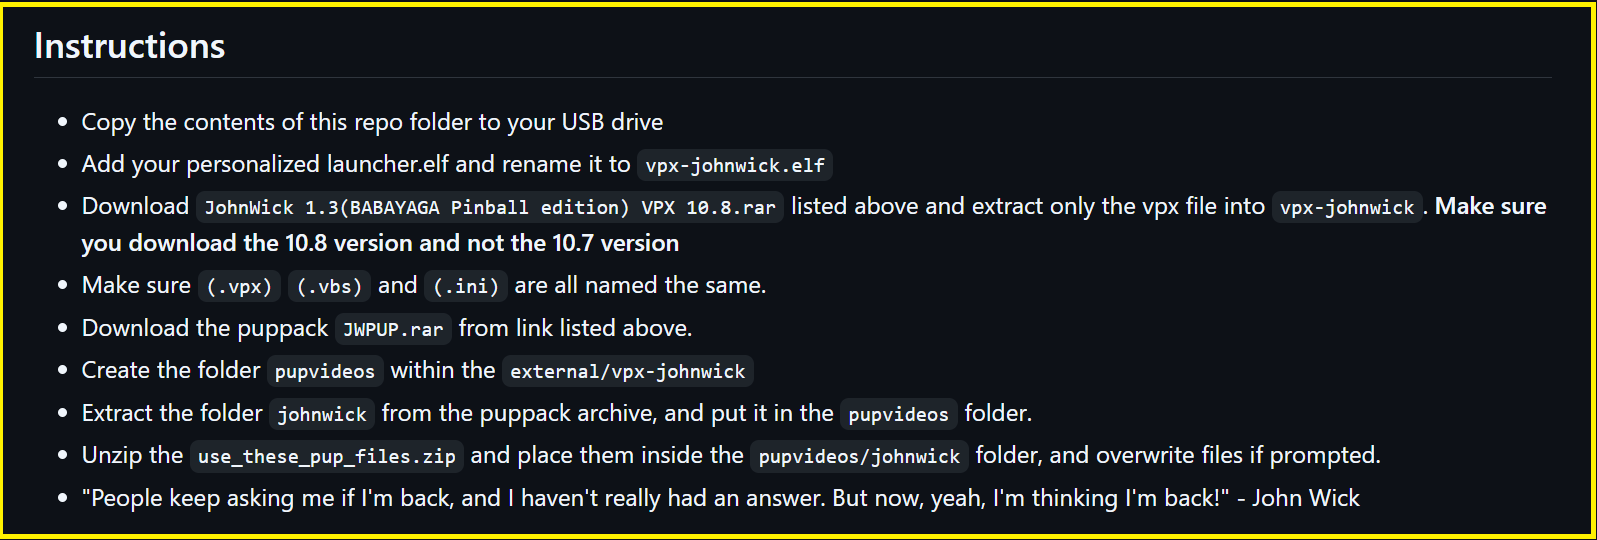 Instructions
• Copy the contents of this repo folder to your USB drive
• Add your personalized launcher.elf and rename it to vpx-johnwick.elf
• Download JohnWick 1.3(BABAYAGA Pinball edition) VPX 10.8.rar listed above and extract only the vpx file into vpx-johnwick. Make sure
you download the 10.8 version and not the 10.7 version
• Make sure (.vpx) (.vbs) and (.ini) are all named the same.
• Download the puppack JWPUP.rar from link listed above.
• Create the folder pupvideos within the external/vpx-johnwick
• Extract the folder johnwick from the puppack archive, and put it in the pupvideos folder.
• Unzip the use_these_pup_files.zip and place them inside the pupvideos/johnwick folder, and overwrite files if prompted.
• "People keep asking me if I'm back, and I haven't really had an answer. But now, yeah, I'm thinking I'm back!" - John Wick